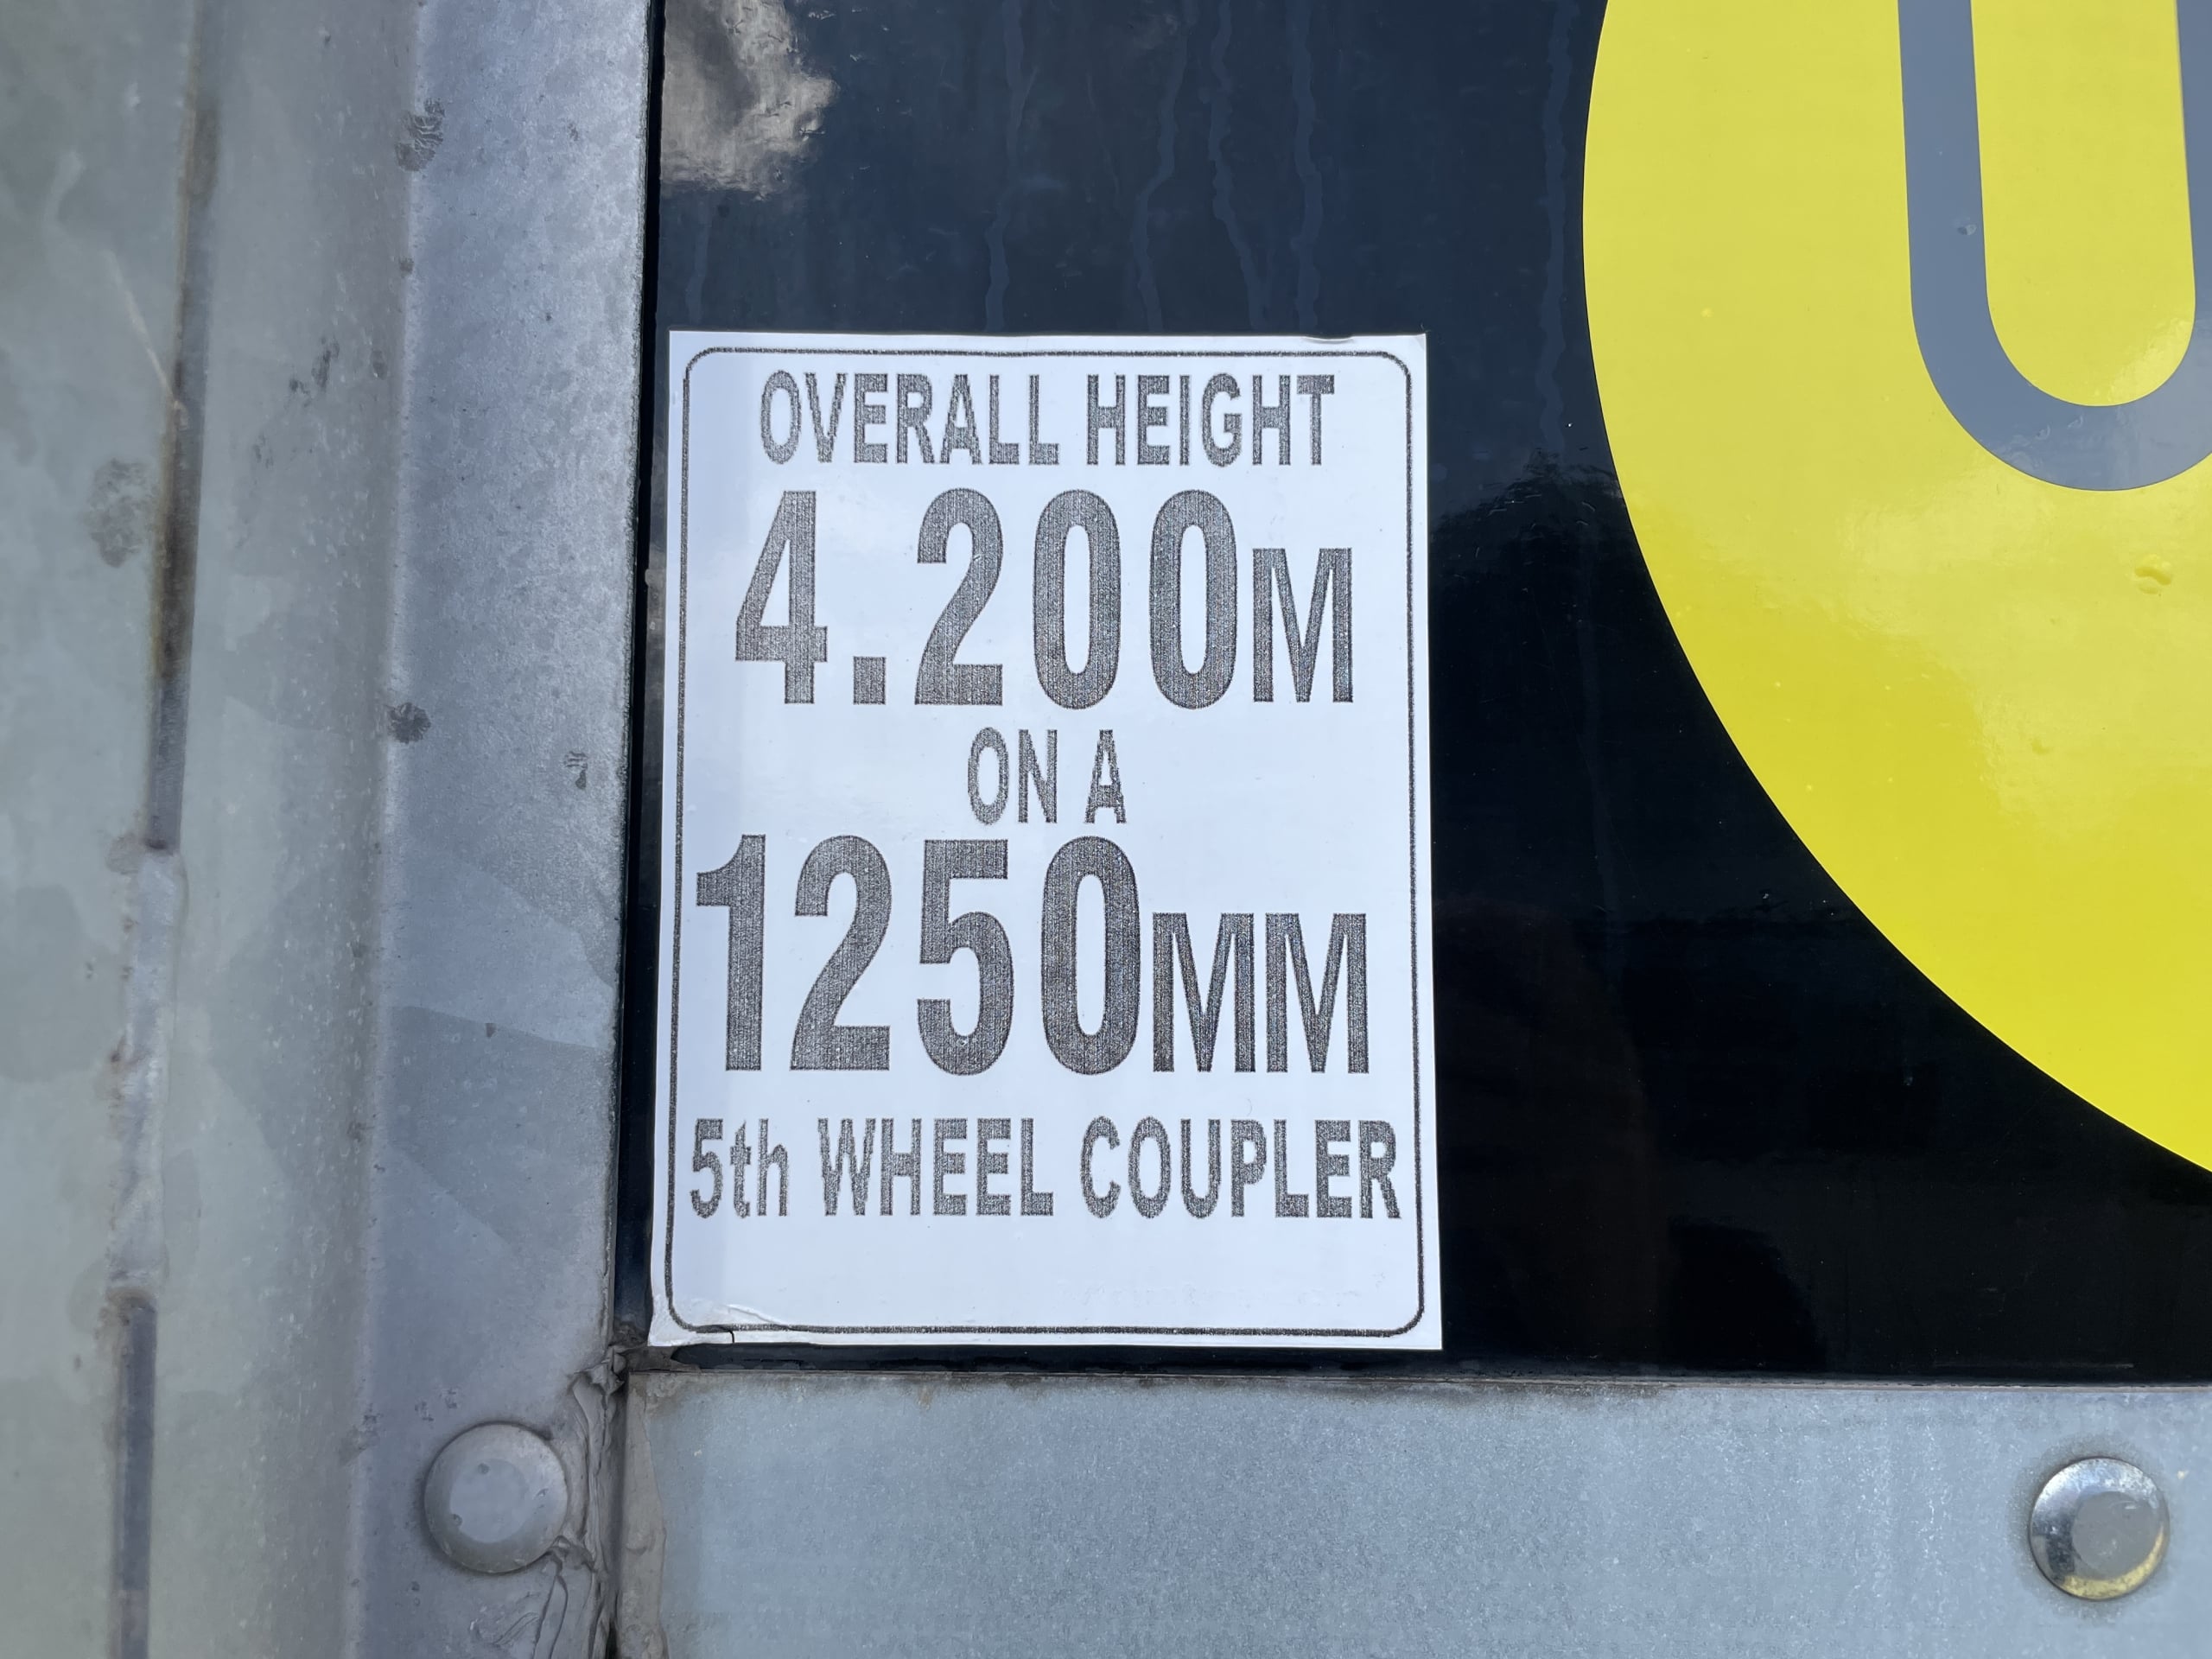 OVERALL HEIGHT
4.200M
ON A
1250MM
5th WHEEL COUPLER